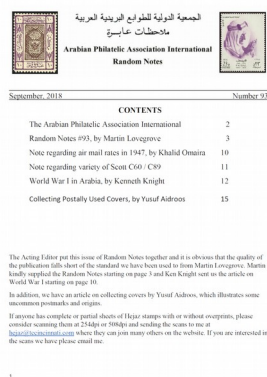 الجمعية الدولية للطوابع البريدية العربية
ملاحظات عابرة
Arabian Philatelic Association International
Random Notes
September, 2018 Number 93
CONTENTS
The Arabian Philatelic Association International 2
Random Notes #93, by Martin Lovegrove 3
Note regarding air mail rates in 1947, by Khalid Omaira 10
Note regarding variety of Scott C60 / C89 11
World War I in Arabia, by Kenneth Knight 12
Collecting Postally Used Covers, by Yusuf Aidroos 15
The Acting Editor put this issue of Random Notes together and it is obvious that the quality of
the publication falls short of the standard we have been used to from Martin Lovegrove. Martin
kindly supplied the Random Notes starting on page 3 and Ken Knight sent us the article on
World War I starting on page 10.
In addition, we have an article on collecting covers by Yusuf Aidroos, which illustrates some
uncommon postmarks and origins.
If anyone has complete or partial sheets of Hejaz stamps with or without overprints, please
consider scanning them at 254dpi or 508dpi and sending the scans to me at
where they can join many others on the website. If you are interested in
the scans we have please email me.